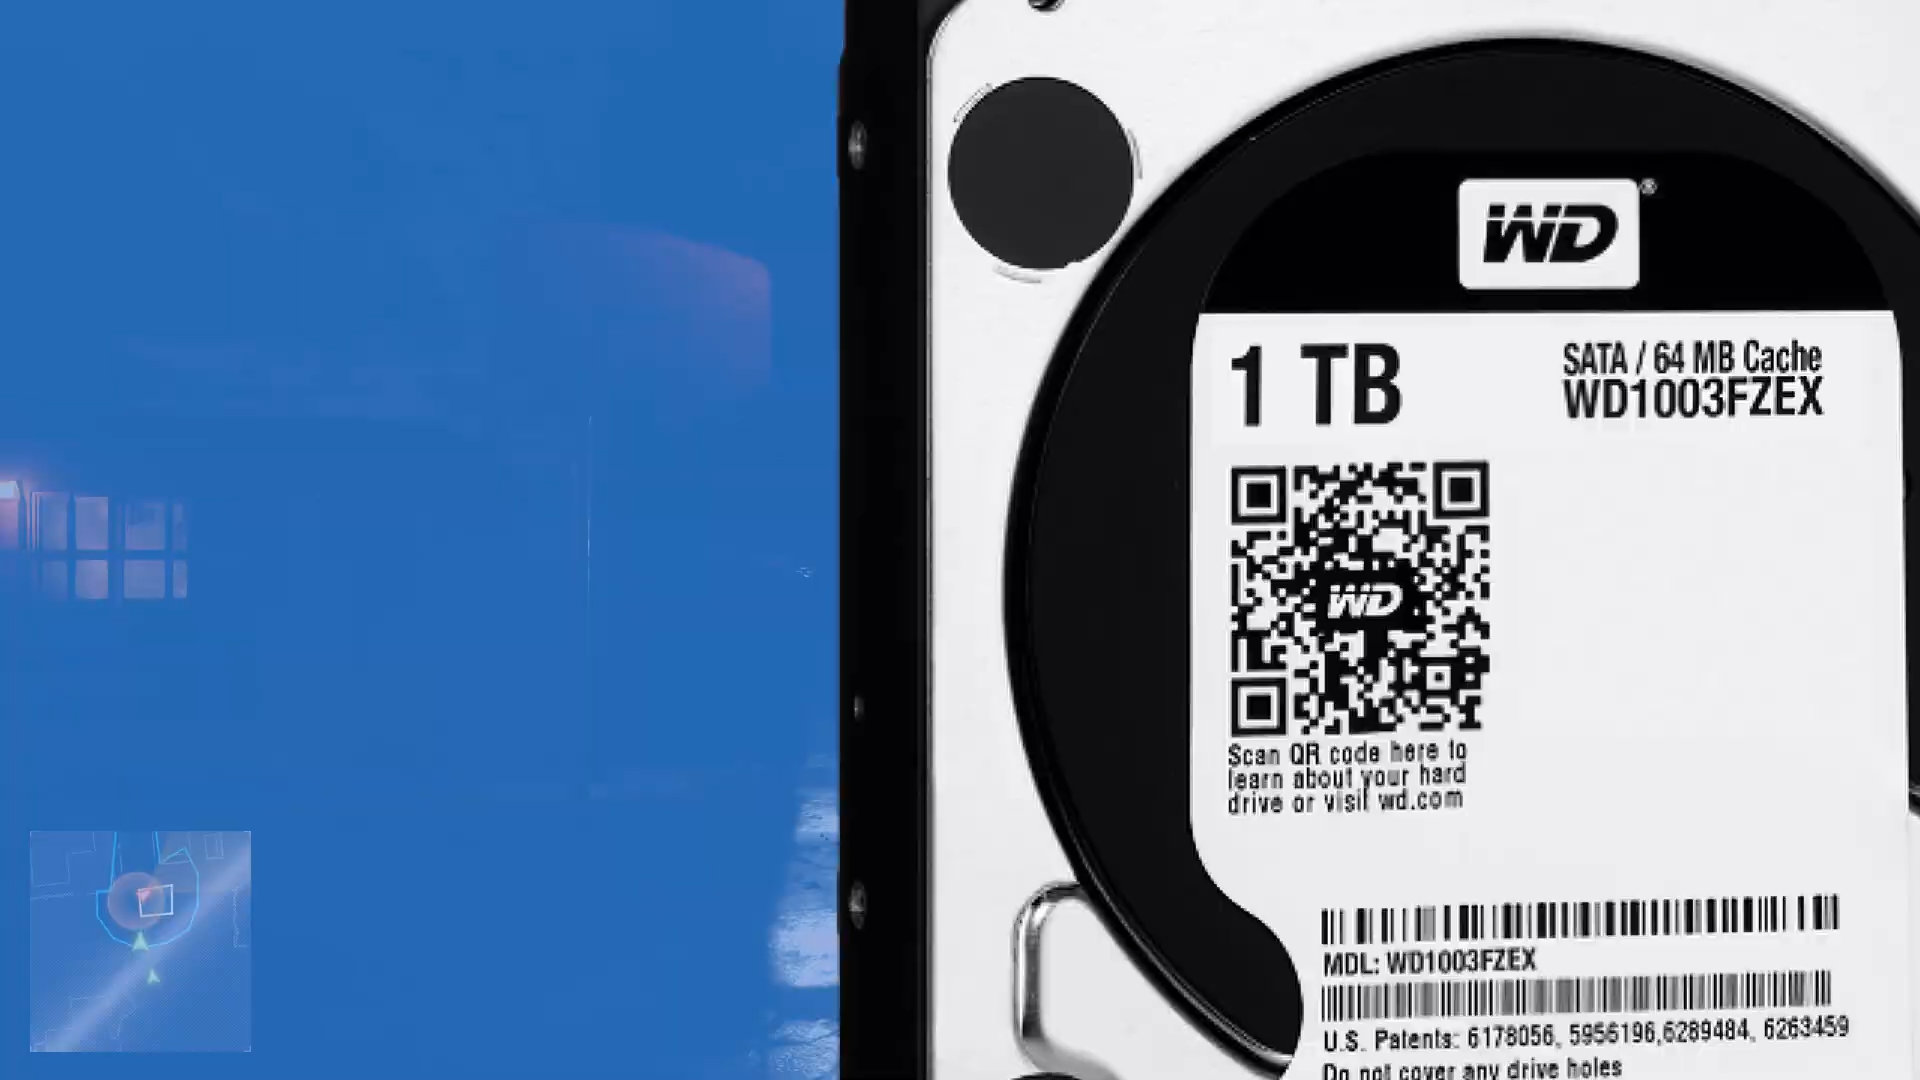 WD®
1 TB
SATA / 64 MB Cache
WD1003FZEX
WD
Scan QR code here to
learn about your hard
drive or visit wd.com
MDL: WD1003FZEX
U.S. Patents: 6178056, 5956196,6289484, 6263459
Do not cover any drive holes